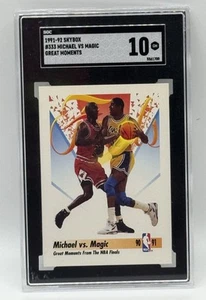 1991-92 SKYBOX
#333 MICHAEL VS MAGIC
GREAT MOMENTS
10
Michael vs. Magic
90 91
Great Moments From The NBA Finals